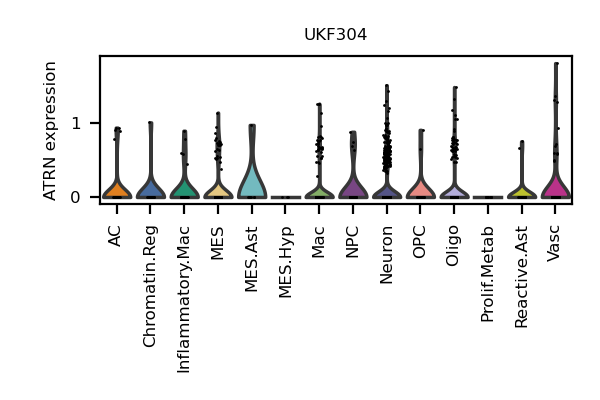 UKF304
ATRN expression
1
0
AC
Chromatin.Reg
Inflammatory.Mac
MES
MES.Ast
MES.Hyp
Mac
NPC
Neuron
OPC
Oligo
Prolif.Metab
Reactive.Ast
Vasc